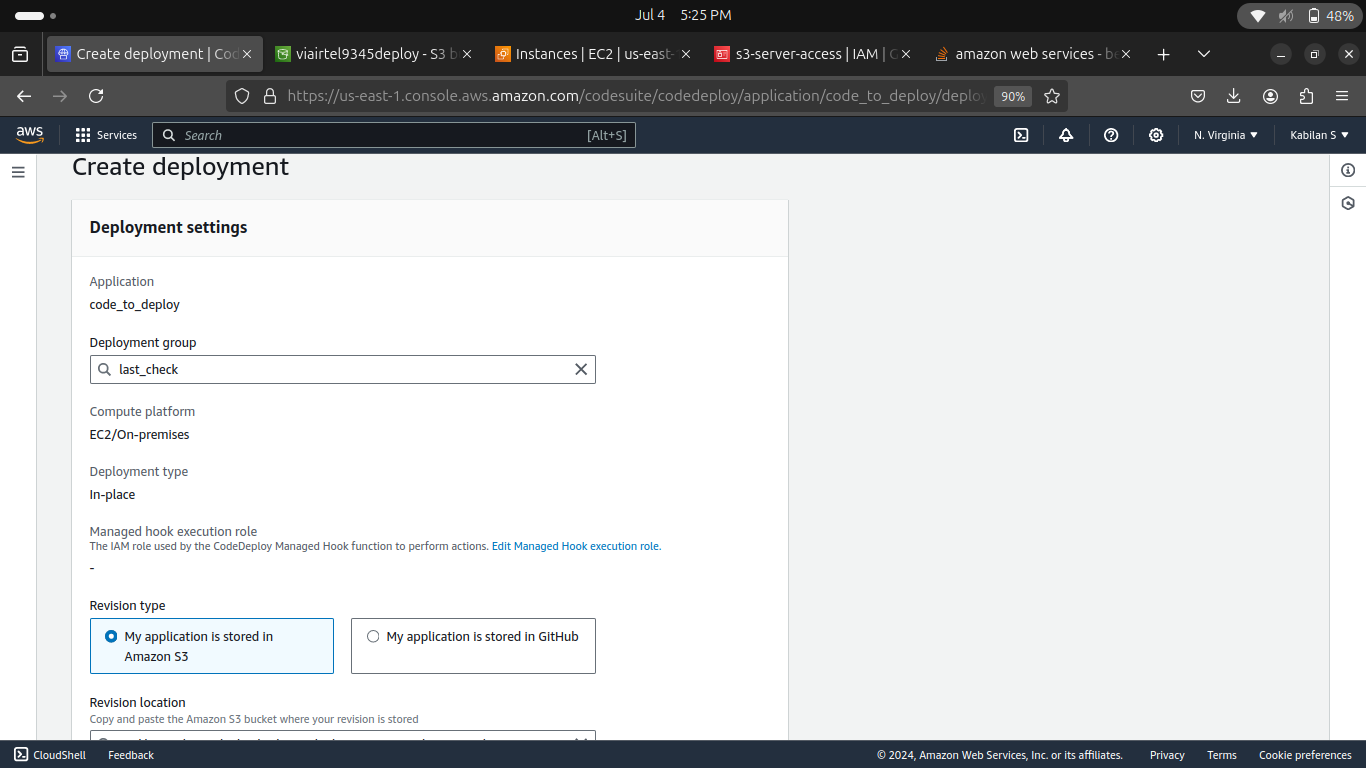 Jul 4 5:25 PM
48%
Create deployment | Co
viairtel9345deploy - S3 b
Instances | EC2 | us-east-
s3-server-access | IAM | G
amazon web services - be
https://us-east-1.console.aws.amazon.com/codesuite/codedeploy/application/code_to_deploy/deplo
90%
aws
Services
Search
[Alt+S]
N. Virginia
Kabilan S
Create deployment
Deployment settings
Application
code_to_deploy
Deployment group
last_check
Compute platform
EC2/On-premises
Deployment type
In-place
Managed hook execution role
The IAM role used by the CodeDeploy Managed Hook function to perform actions. Edit Managed Hook execution role.
-
Revision type
My application is stored in
Amazon S3
My application is stored in GitHub
Revision location
Copy and paste the Amazon S3 bucket where your revision is stored
CloudShell
Feedback
© 2024, Amazon Web Services, Inc. or its affiliates.
Privacy
Terms
Cookie preferences